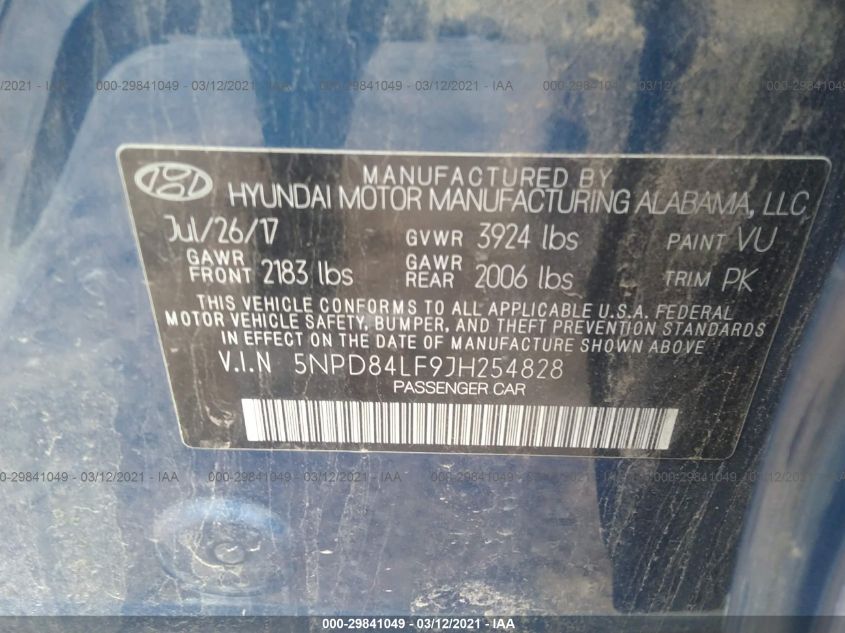 000-29841049 - 03/12/2021 - IAA
MANUFACTURED BY
HYUNDAI MOTOR MANUFACTURING ALABAMA, LLC
Jul/26/17 GVWR 3924 lbs PAINT VU
GAWR FRONT 2183 lbs GAWR REAR 2006 lbs TRIM PK
THIS VEHICLE CONFORMS TO ALL APPLICABLE U.S.A. FEDERAL
MOTOR VEHICLE SAFETY, BUMPER, AND THEFT PREVENTION STANDARDS
IN EFFECT ON THE DATE OF MANUFACTURE SHOWN ABOVE.
V.I.N 5NPD84LF9JH254828
PASSENGER CAR
000-29841049 - 03/12/2021 - IAA
000-29841049 - 03/12/2021 - IAA